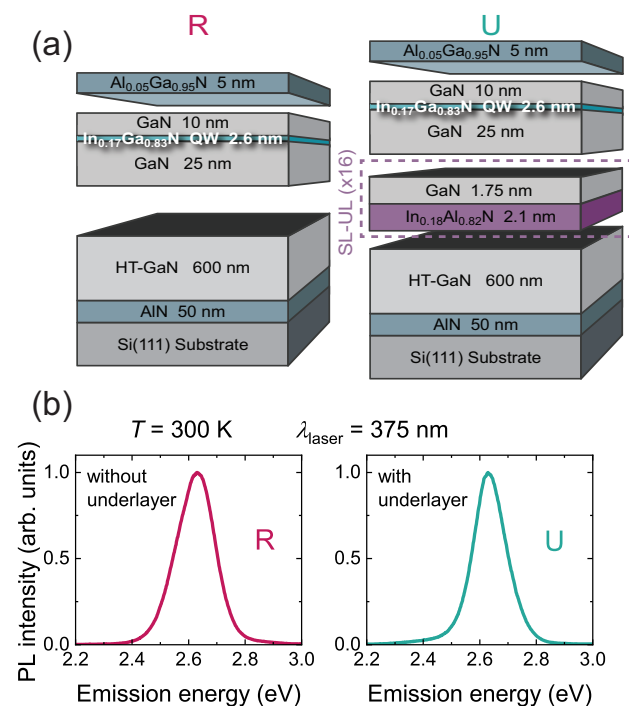 (a)
R
U
Al0.05Ga0.95N 5 nm
GaN 10 nm
In0.17Ga0.83N QW 2.6 nm
GaN 25 nm
HT-GaN 600 nm
AlN 50 nm
Si(111) Substrate
Al0.05Ga0.95N 5 nm
GaN 10 nm
In0.17Ga0.83N QW 2.6 nm
GaN 25 nm
SL-UL (x16)
GaN 1.75 nm
In0.18Al0.82N 2.1 nm
HT-GaN 600 nm
AlN 50 nm
Si(111) Substrate
(b)
T = 300 K
λlaser = 375 nm
PL intensity (arb. units)
1.0
0.5
0.0
without
underlayer
R
2.2 2.4 2.6 2.8 3.0
Emission energy (eV)
1.0
0.5
0.0
with
underlayer
U
2.2 2.4 2.6 2.8 3.0
Emission energy (eV)